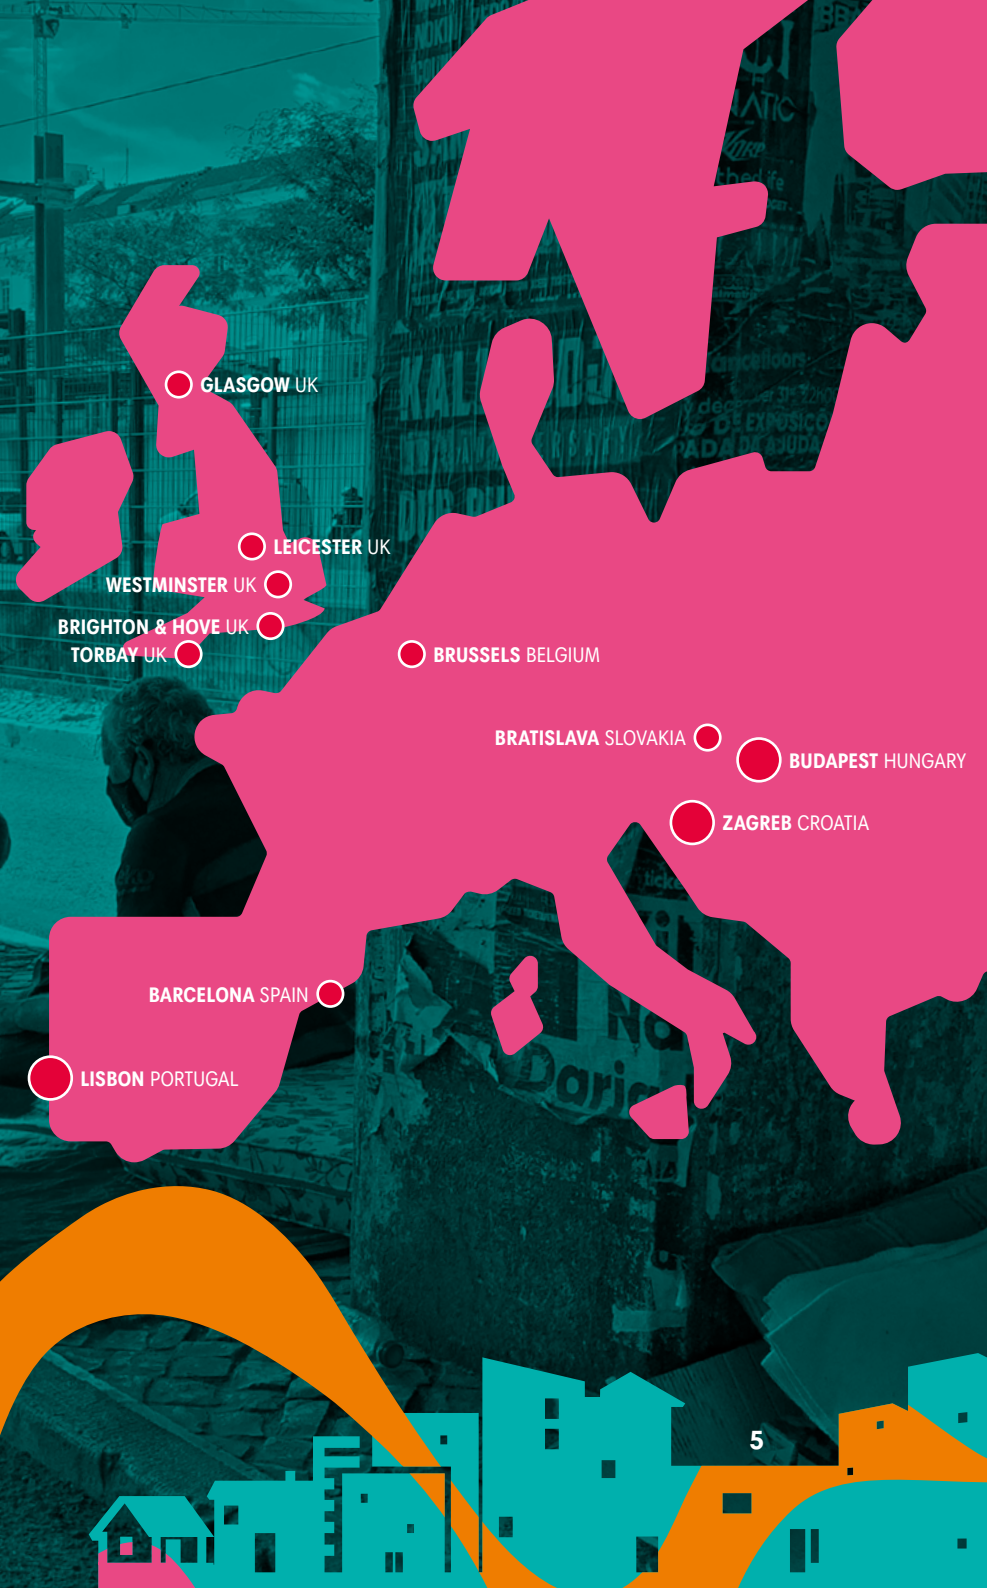 GLASGOW UK
LEICESTER UK
WESTMINSTER UK
BRIGHTON & HOVE UK
TORBAY UK
BRUSSELS BELGIUM
BRATISLAVA SLOVAKIA
BUDAPEST HUNGARY
ZAGREB CROATIA
BARCELONA SPAIN
LISBON PORTUGAL
5